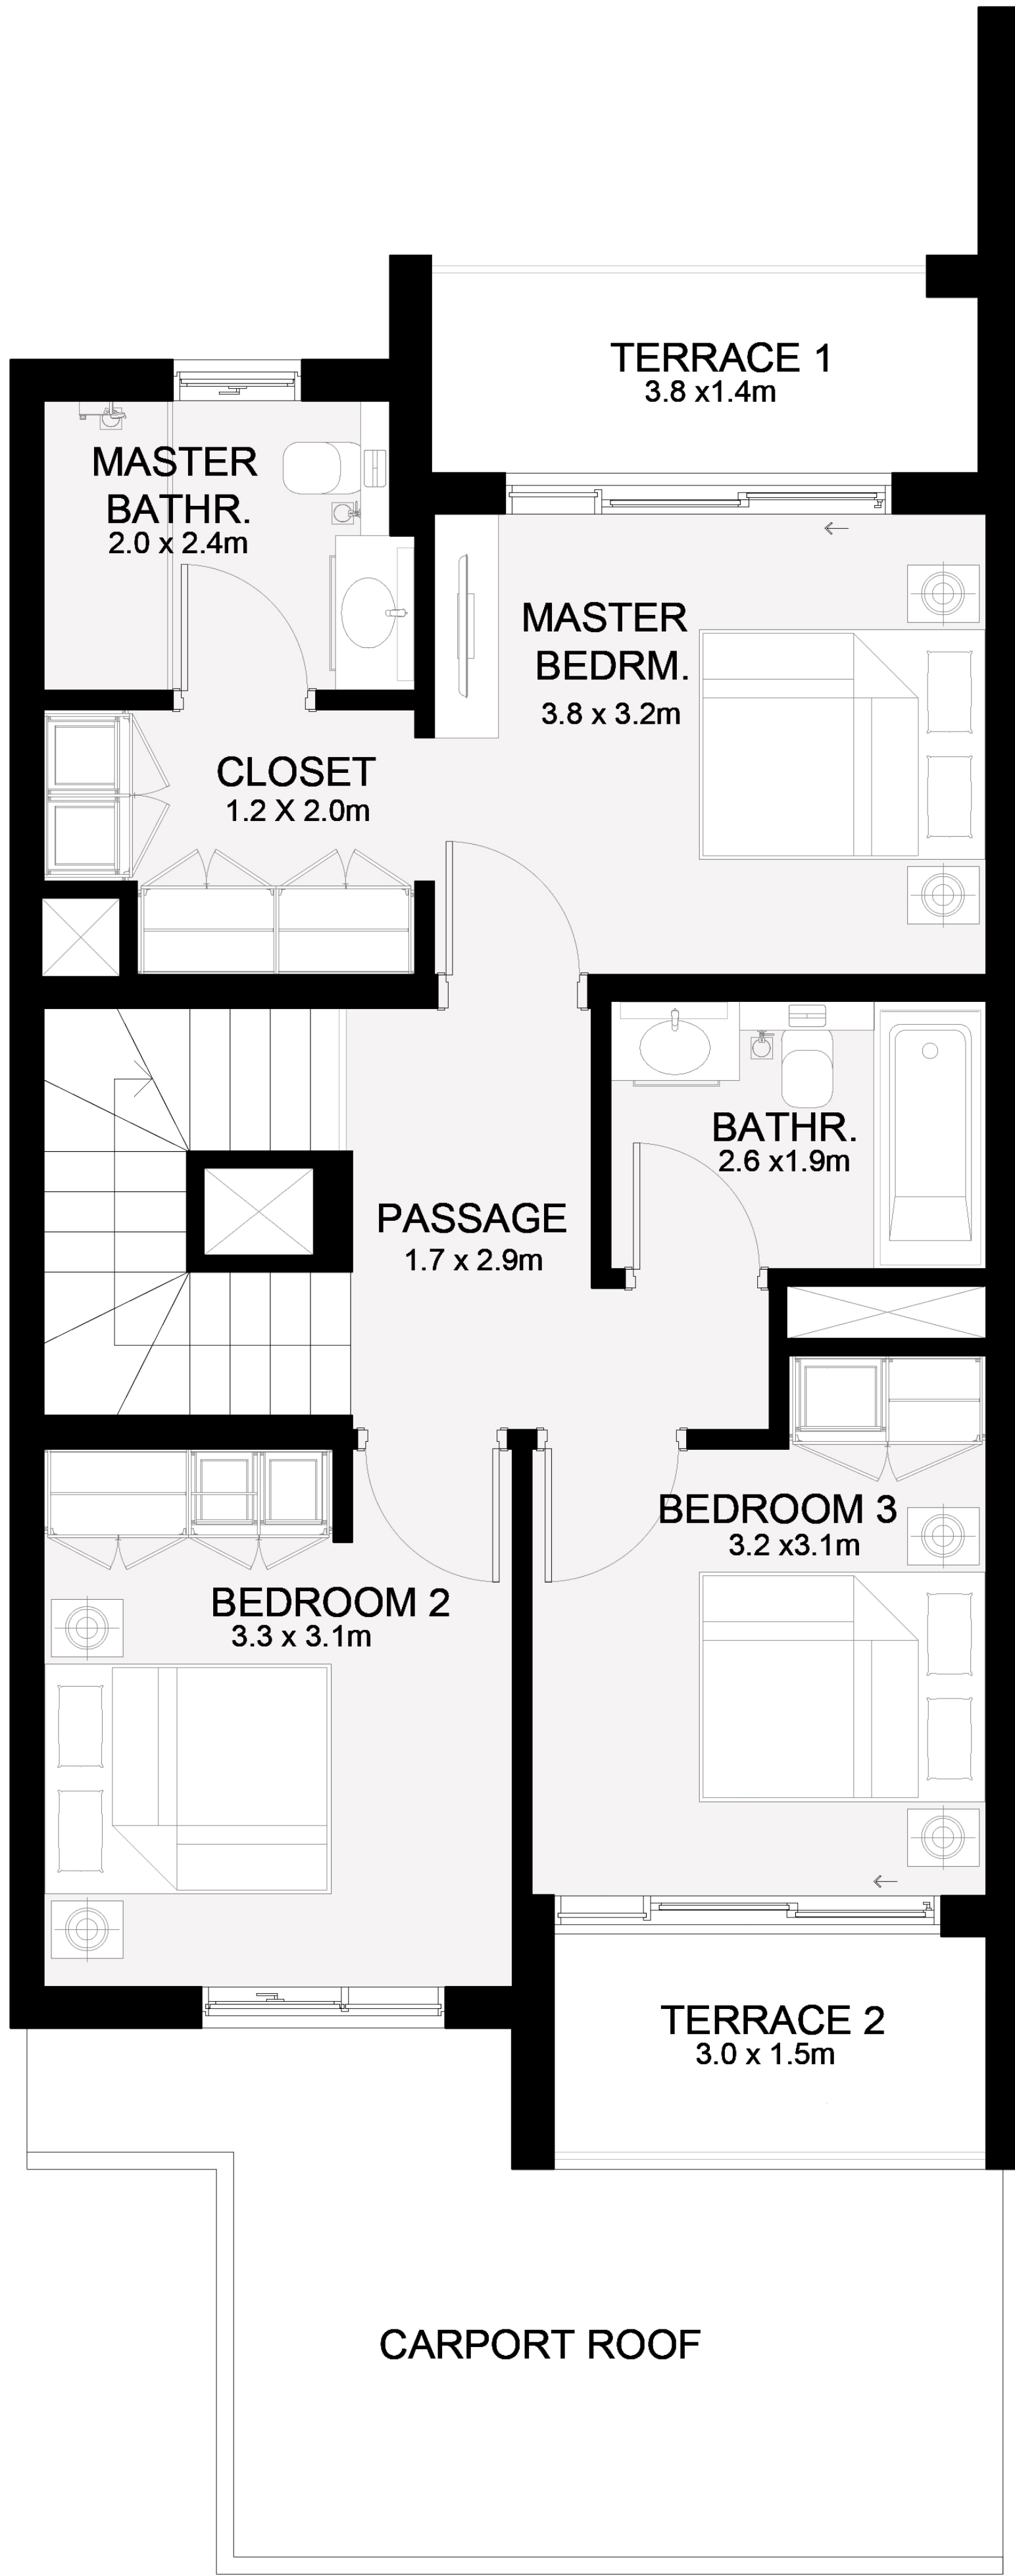 TERRACE 1
3.8 x1.4m
MASTER
BATHR.
2.0 x 2.4m
MASTER
BEDRM.
3.8 x 3.2m
CLOSET
1.2 X 2.0m
BATHR.
2.6 x1.9m
PASSAGE
1.7 x 2.9m
BEDROOM 3
3.2 x3.1m
BEDROOM 2
3.3 x 3.1m
TERRACE 2
3.0 x 1.5m
CARPORT ROOF